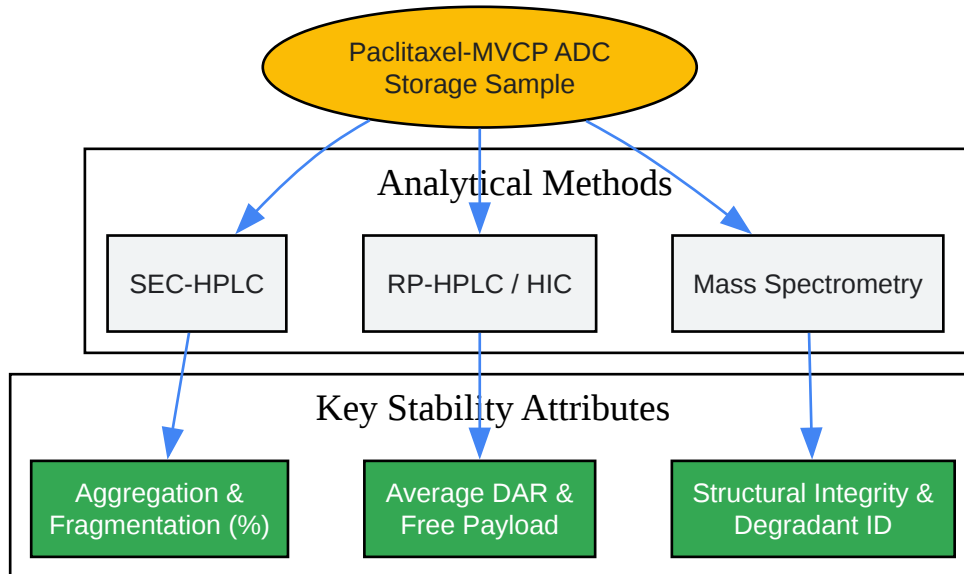 Paclitaxel-MVCP ADC
Storage Sample
Analytical Methods
SEC-HPLC
RP-HPLC / HIC
Mass Spectrometry
Key Stability Attributes
Aggregation &
Fragmentation (%)
Average DAR &
Free Payload
Structural Integrity &
Degradant ID